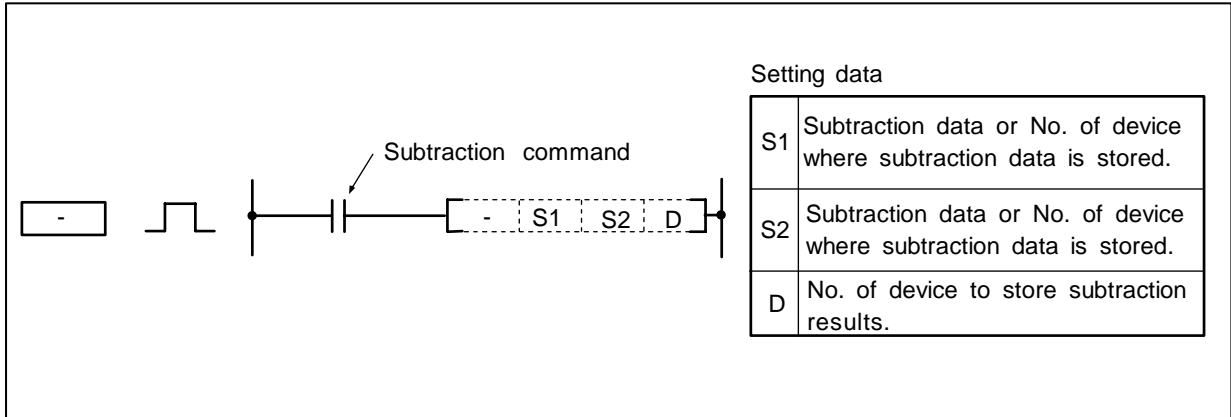 Setting data
Subtraction command
-
- S1 S2 D
S1 Subtraction data or No. of device
where subtraction data is stored.
S2 Subtraction data or No. of device
where subtraction data is stored.
D No. of device to store subtraction
results.